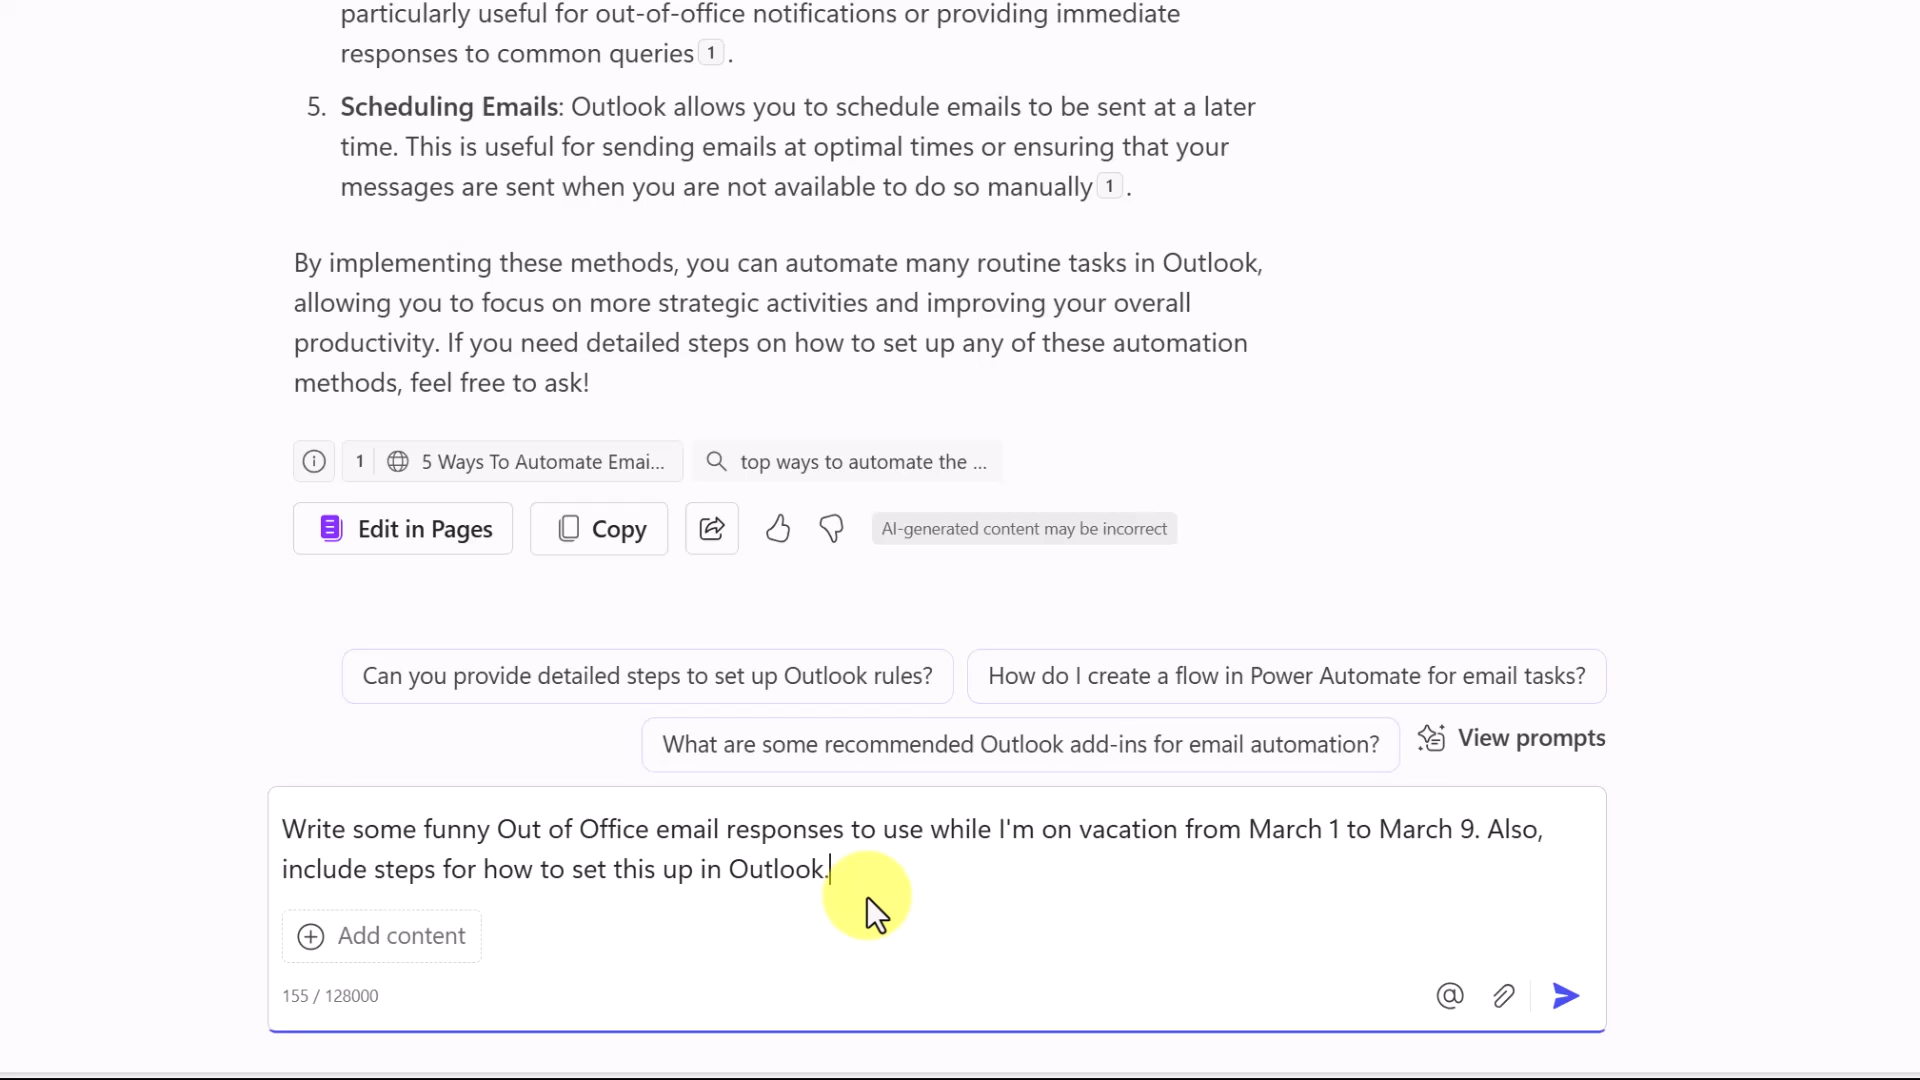 particularly useful for out-of-office notifications or providing immediate
responses to common queries 1 .
5. Scheduling Emails: Outlook allows you to schedule emails to be sent at a later
time. This is useful for sending emails at optimal times or ensuring that your
messages are sent when you are not available to do so manually 1 .
By implementing these methods, you can automate many routine tasks in Outlook,
allowing you to focus on more strategic activities and improving your overall
productivity. If you need detailed steps on how to set up any of these automation
methods, feel free to ask!
1 5 Ways To Automate Emai... top ways to automate the ...
Edit in Pages Copy AI-generated content may be incorrect
Can you provide detailed steps to set up Outlook rules? How do I create a flow in Power Automate for email tasks?
What are some recommended Outlook add-ins for email automation? View prompts
Write some funny Out of Office email responses to use while I'm on vacation from March 1 to March 9. Also,
include steps for how to set this up in Outlook.
Add content
155 / 128000